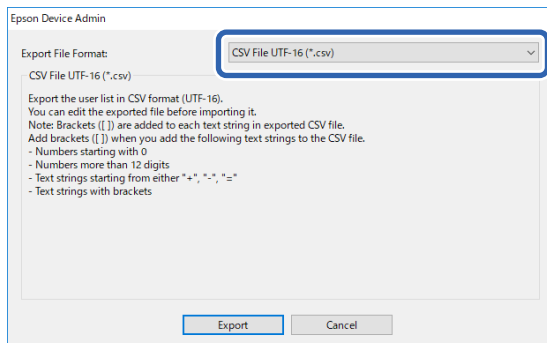 Epson Device Admin
Export File Format:
CSV File UTF-16 (*.csv)
CSV File UTF-16 (*.csv)
Export the user list in CSV format (UTF-16).
You can edit the exported file before importing it.
Note: Brackets ([ ]) are added to each text string in exported CSV file.
Add brackets ([ ]) when you add the following text strings to the CSV file.
- Numbers starting with 0
- Numbers more than 12 digits
- Text strings starting from either "+", "-", "="
- Text strings with brackets
Export
Cancel